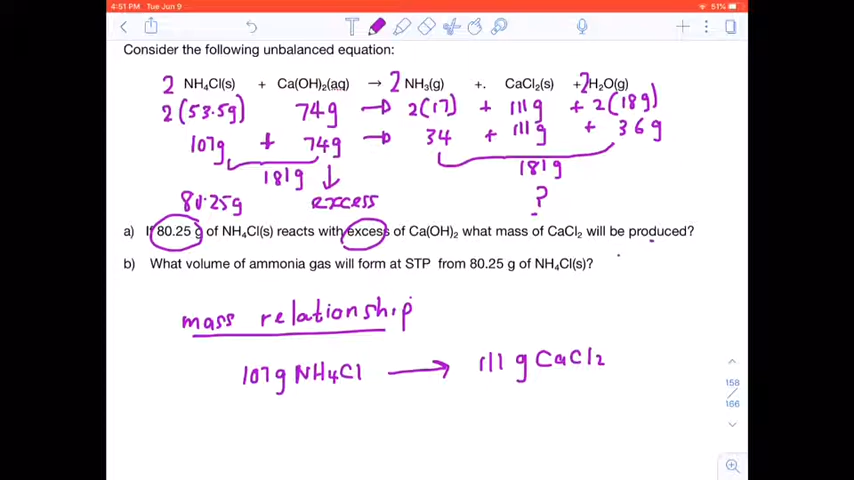 4:51 PM Tue Jun 9
51%
Consider the following unbalanced equation:
2 NH₄Cl(s) + Ca(OH)₂(aq) → 2 NH₃(g) +. CaCl₂(s) + 2 H₂O(g)
2(53.5g) 74g → 2(17) + 111g + 2(18g)
107g + 74g → 34 + 111g + 36g
181g 181g
80.25g excess ?
a) If 80.25 g of NH₄Cl(s) reacts with excess of Ca(OH)₂ what mass of CaCl₂ will be produced?
b) What volume of ammonia gas will form at STP from 80.25 g of NH₄Cl(s)?
mass relationship
107g NH4Cl → 111 g CaCl2
158
166